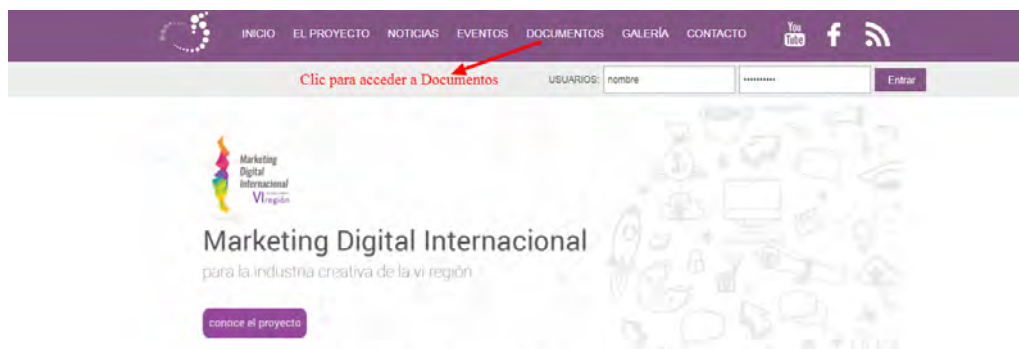 INICIO EL PROYECTO NOTICIAS EVENTOS DOCUMENTOS GALERÍA CONTACTO You Tube f
Clic para acceder a Documentos USUARIOS: nombre ·········· Entrar
Marketing
Digital
Internacional
VI región
Marketing Digital Internacional
para la industria creativa de la vi región
conoce el proyecto